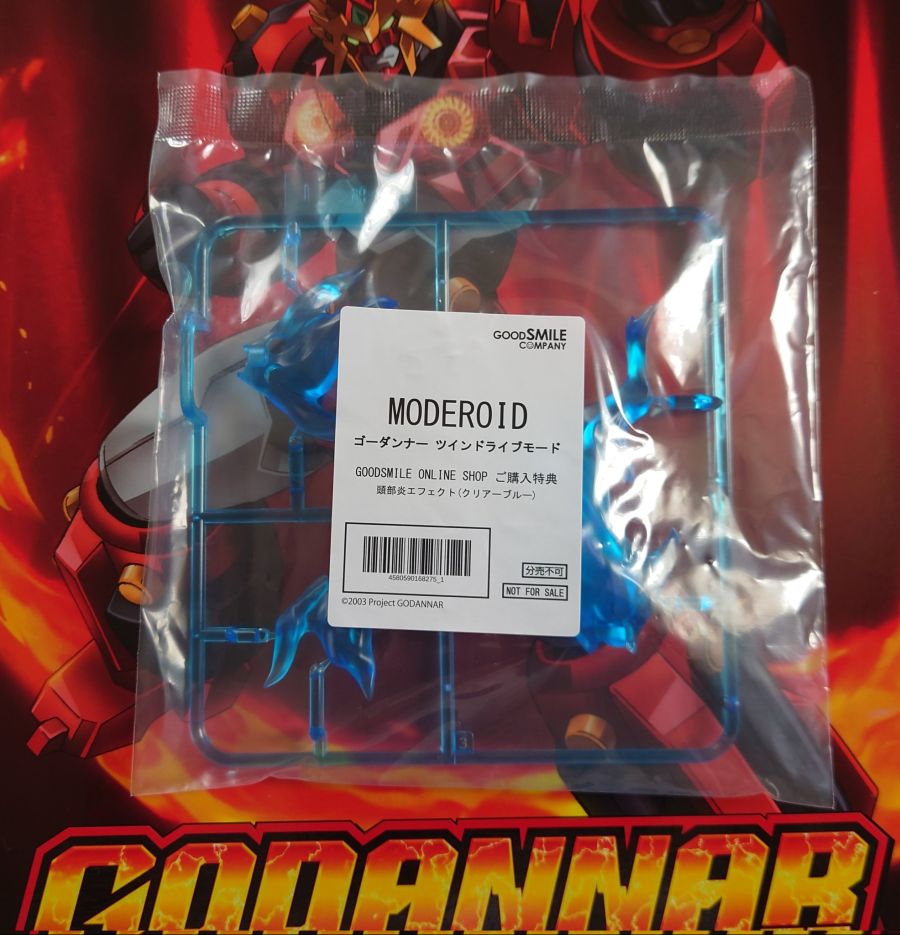 GOODSMILE
COMPANY
MODEROID
ゴーダンナー ツインドライブモード
GOODSMILE ONLINE SHOP ご購入特典
頭部炎エフェクト(クリアーブルー)
4580590168275_1
分売不可
NOT FOR SALE
©2003 Project GODANNAR
3
GODANNAR